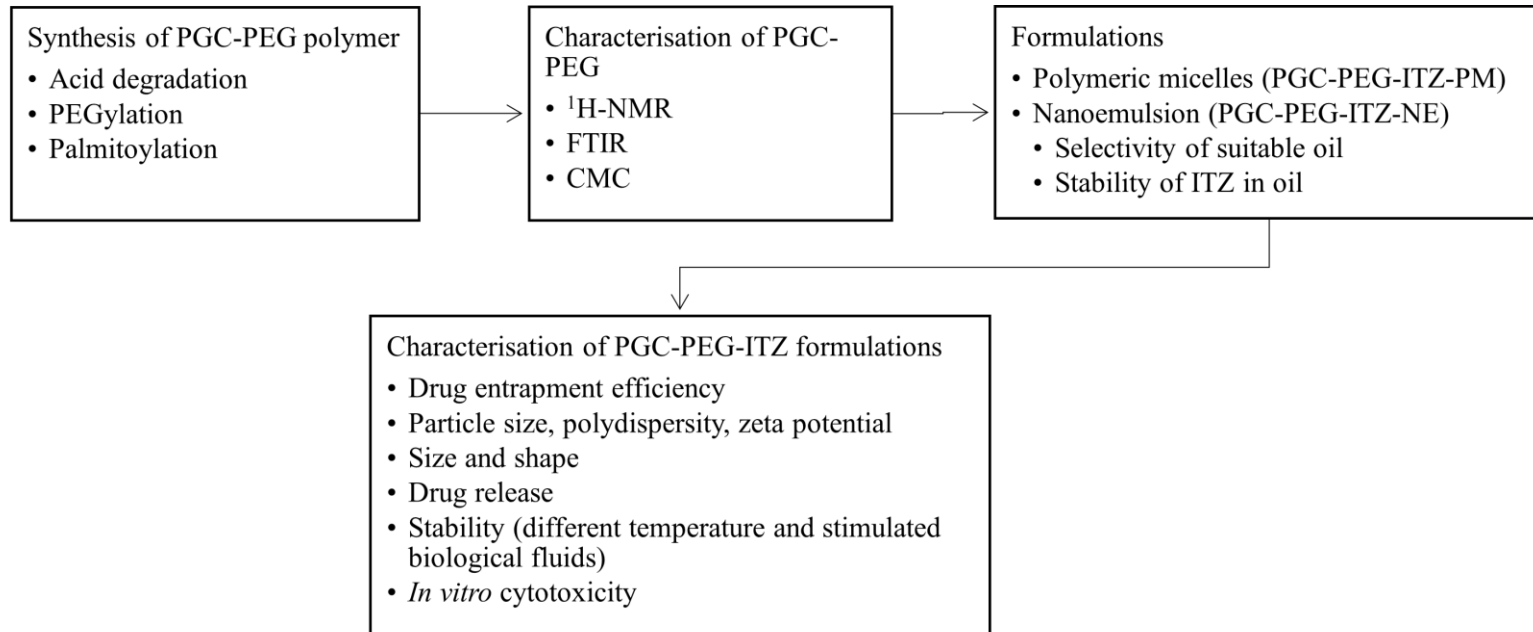 Synthesis of PGC-PEG polymer
• Acid degradation
• PEGylation
• Palmitoylation
Characterisation of PGC-
PEG
• ¹H-NMR
• FTIR
• CMC
Formulations
• Polymeric micelles (PGC-PEG-ITZ-PM)
• Nanoemulsion (PGC-PEG-ITZ-NE)
• Selectivity of suitable oil
• Stability of ITZ in oil
Characterisation of PGC-PEG-ITZ formulations
• Drug entrapment efficiency
• Particle size, polydispersity, zeta potential
• Size and shape
• Drug release
• Stability (different temperature and stimulated
biological fluids)
• In vitro cytotoxicity